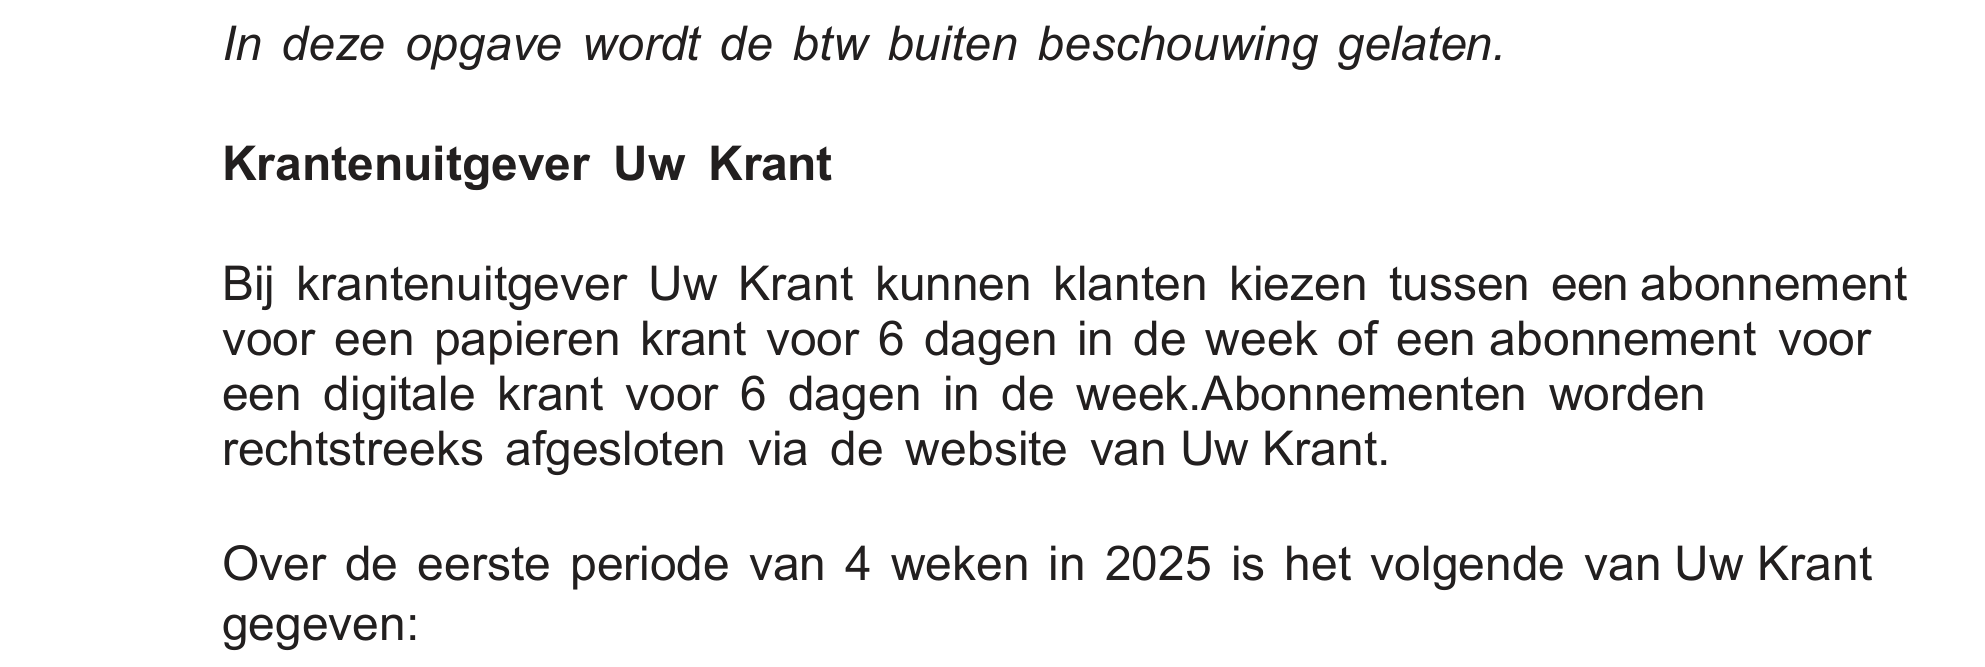 In deze opgave wordt de btw buiten beschouwing gelaten.
Krantenuitgever Uw Krant
Bij krantenuitgever Uw Krant kunnen klanten kiezen tussen een abonnement
voor een papieren krant voor 6 dagen in de week of een abonnement voor
een digitale krant voor 6 dagen in de week.Abonnementen worden
rechtstreeks afgesloten via de website van Uw Krant.
Over de eerste periode van 4 weken in 2025 is het volgende van Uw Krant
gegeven: